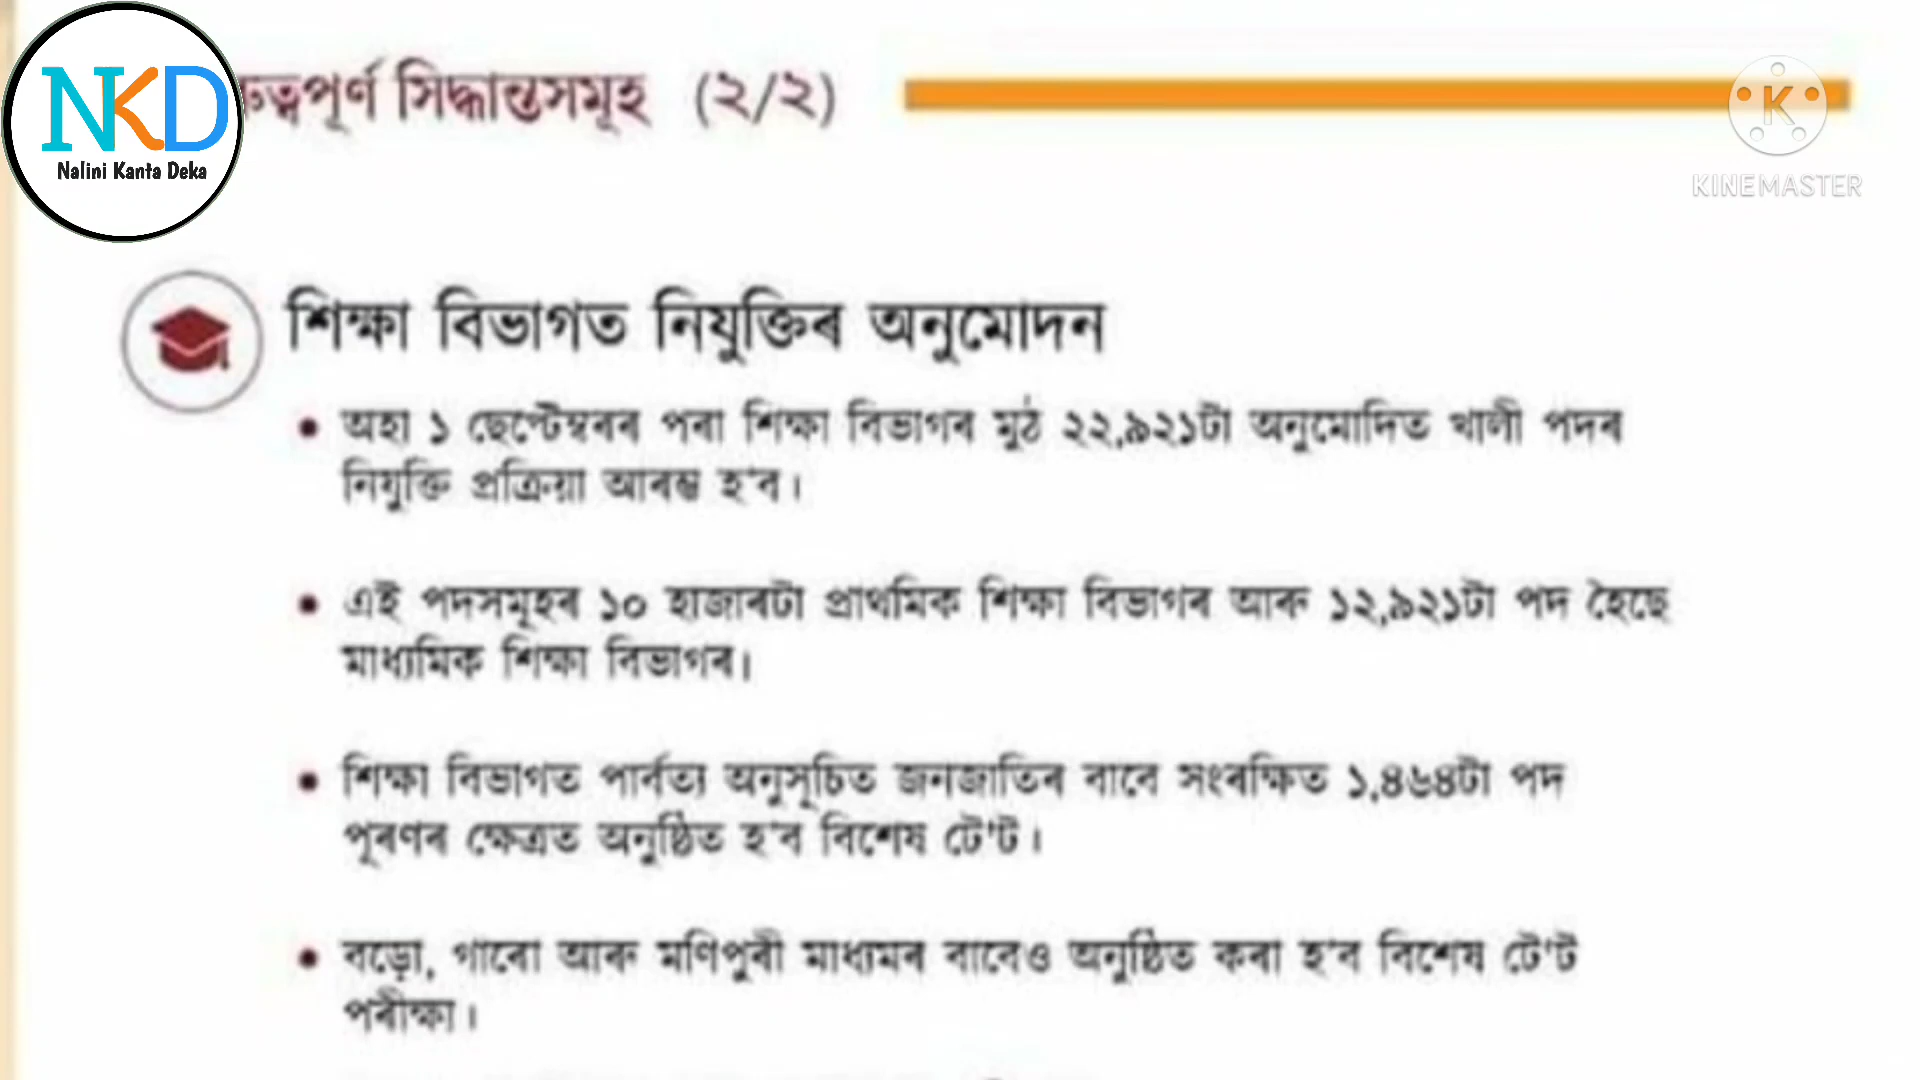 NKD
Nalini Kanta Deka
সিদ্ধান্তসমূহ (২/২)
K
KINEMASTER
শিক্ষা বিভাগত নিযুক্তিৰ অনুমোদন
• অহা ১ ছেপ্টেম্বৰৰ পৰা শিক্ষা বিভাগৰ মুঠ ২২,৯২১টা অনুমোদিত খালী পদৰ
নিযুক্তি প্ৰক্ৰিয়া আৰম্ভ হ'ব।
• এই পদসমূহৰ ১০ হাজাৰটা প্ৰাথমিক শিক্ষা বিভাগৰ আৰু ১২,৯২১টা পদ হৈছে
মাধ্যমিক শিক্ষা বিভাগৰ।
• শিক্ষা বিভাগত পাৰ্বত্য অনুসূচিত জনজাতিৰ বাবে সংৰক্ষিত ১,৪৬৪টা পদ
পূৰণৰ ক্ষেত্ৰত অনুষ্ঠিত হ'ব বিশেষ টে'ট।
• বড়ো, গাৰো আৰু মণিপুৰী মাধ্যমৰ বাবেও অনুষ্ঠিত কৰা হ'ব বিশেষ টে'ট
পৰীক্ষা।